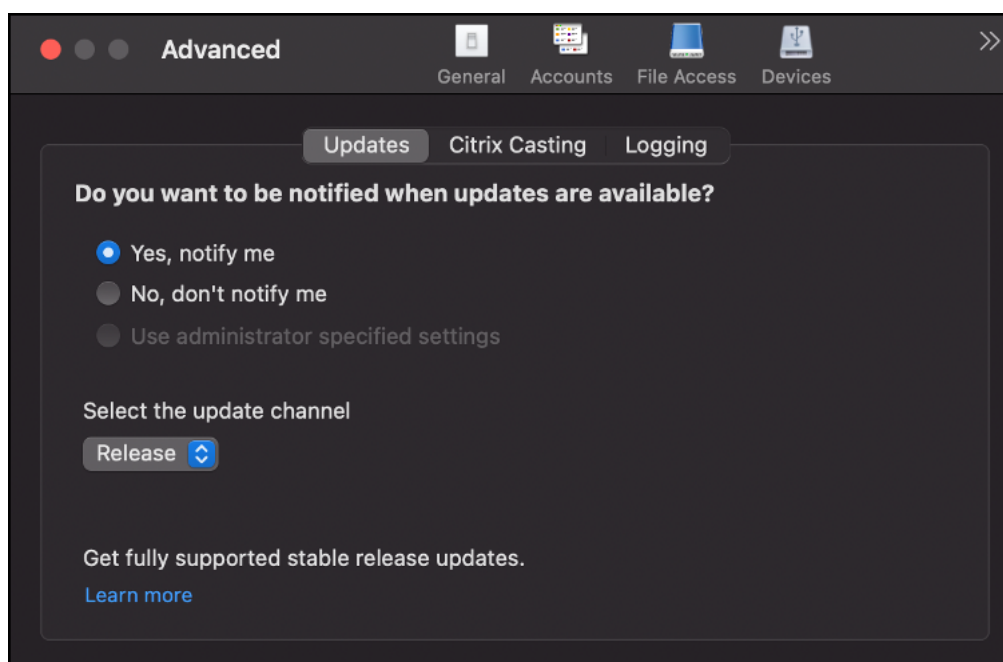 Advanced
General Accounts File Access Devices
Updates Citrix Casting Logging
Do you want to be notified when updates are available?
Yes, notify me
No, don't notify me
Use administrator specified settings
Select the update channel
Release
Get fully supported stable release updates.
Learn more